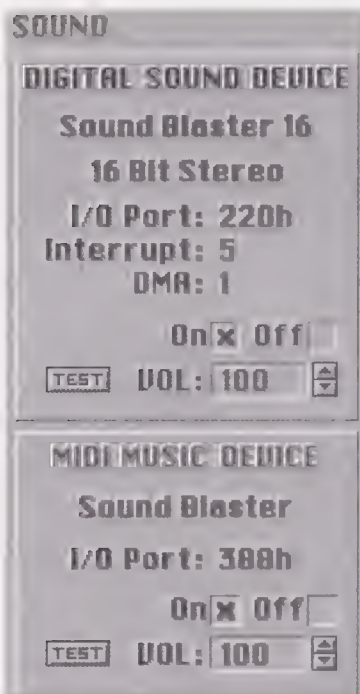 SOUND
DIGITAL SOUND DEVICE
Sound Blaster 16
16 Bit Stereo
I/O Port: 220h
Interrupt: 5
DMA: 1
On x Off
TEST VOL: 100
MIDI MUSIC DEVICE
Sound Blaster
I/O Port: 388h
On x Off
TEST VOL: 100